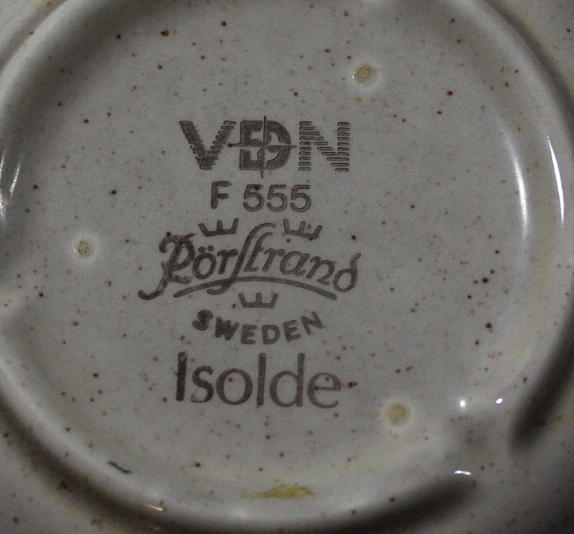 VDN
F 555
Rörstrand
SWEDEN
Isolde